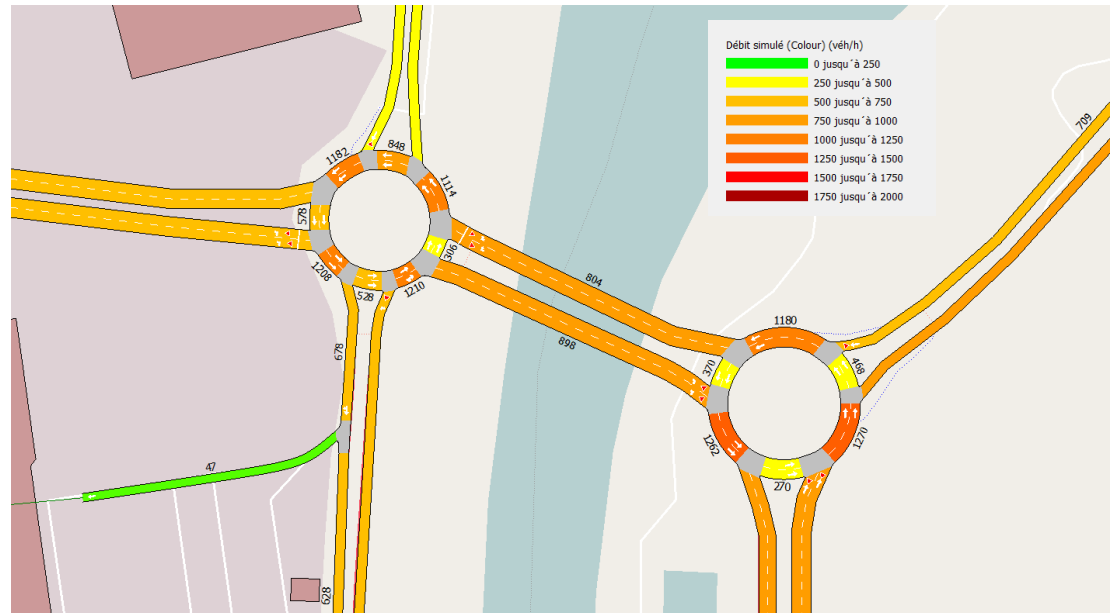 Débit simulé (Colour) (véh/h)
0 jusqu´à 250
250 jusqu´à 500
500 jusqu´à 750
750 jusqu´à 1000
1000 jusqu´à 1250
1250 jusqu´à 1500
1500 jusqu´à 1750
1750 jusqu´à 2000
709
1182
848
1114
578
306
1208
528
1210
804
898
678
1180
370
468
1262
1270
270
47
628